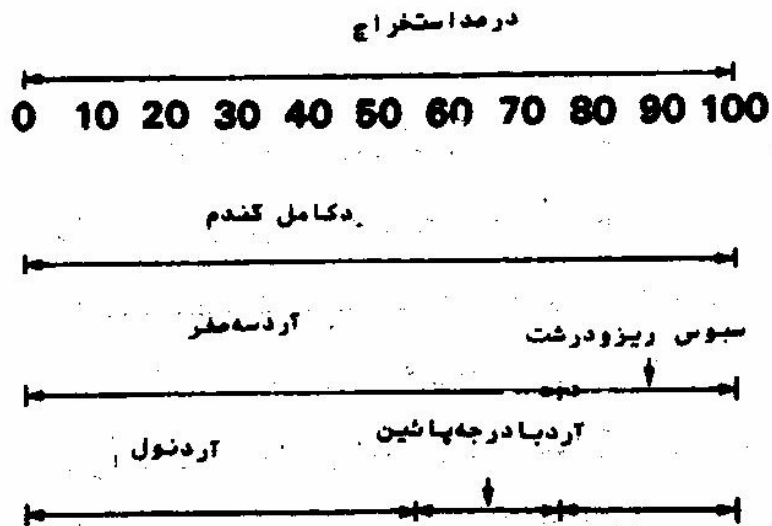 درصد استخراج
0 10 20 30 40 50 60 70 80 90 100
دکامل گندم
آرد سه صفر
سبوس ریز و درشت
آرد با درجه پائین
آرد نول